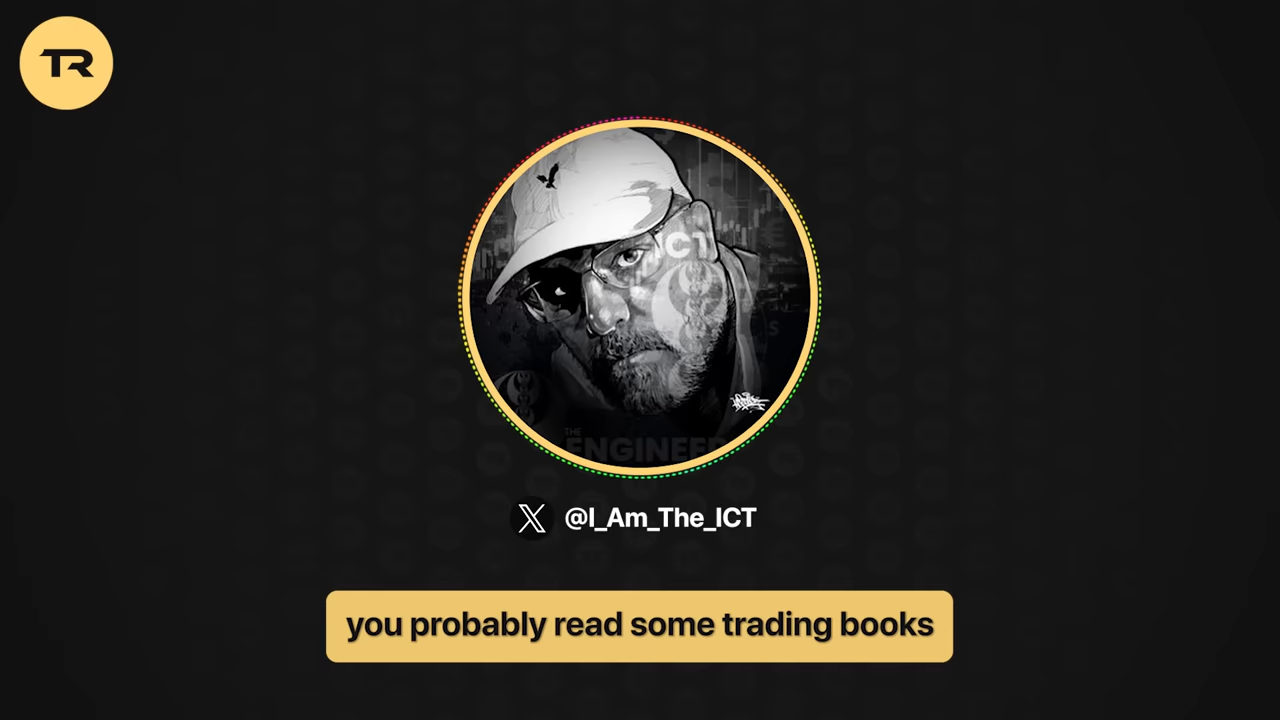 TR
ICT
THE
ENGINEER
@I_Am_The_ICT
you probably read some trading books